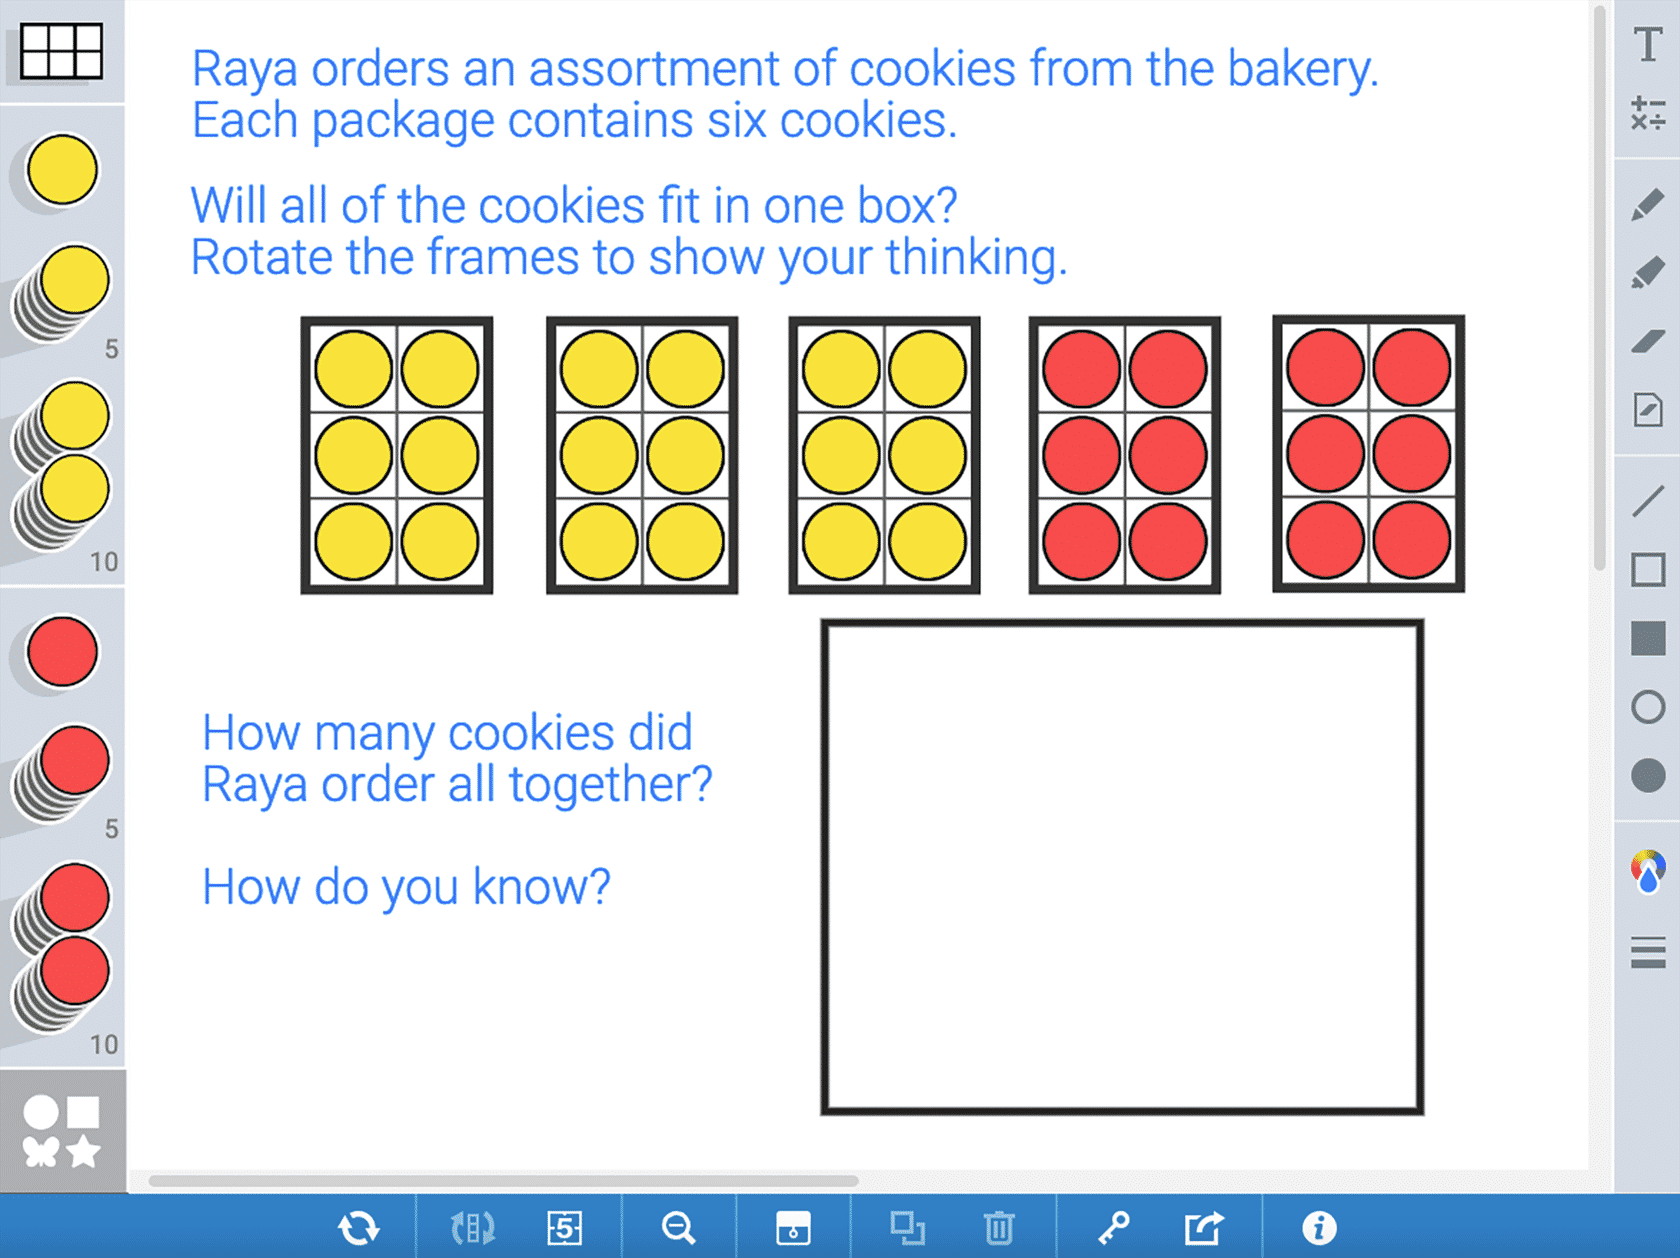 Raya orders an assortment of cookies from the bakery.
Each package contains six cookies.
Will all of the cookies fit in one box?
Rotate the frames to show your thinking.
How many cookies did
Raya order all together?
How do you know?
5
10
5
10
T
5
i